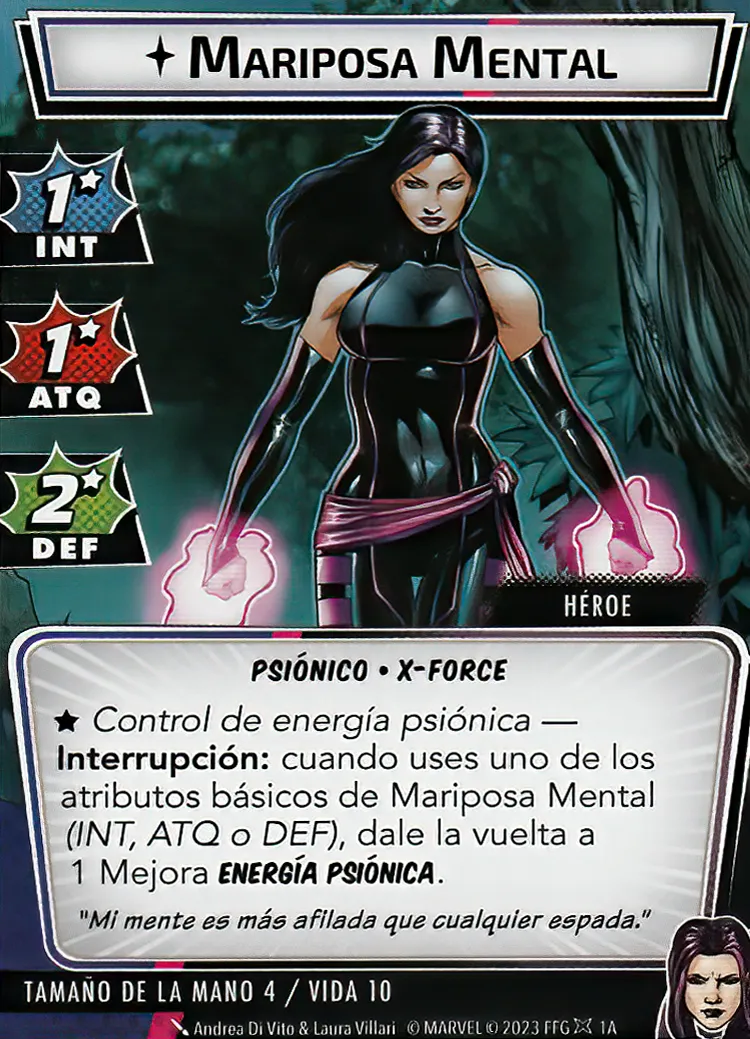 MARIPOSA MENTAL
1
INT
1
ATQ
2
DEF
HÉROE
PSIÓNICO • X-FORCE
★ Control de energía psiónica —
Interrupción: cuando uses uno de los
atributos básicos de Mariposa Mental
(INT, ATQ o DEF), dale la vuelta a
1 Mejora ENERGÍA PSIÓNICA.
"Mi mente es más afilada que cualquier espada."
TAMAÑO DE LA MANO 4 / VIDA 10
Andrea Di Vito & Laura Villari © MARVEL © 2023 FFG 1A